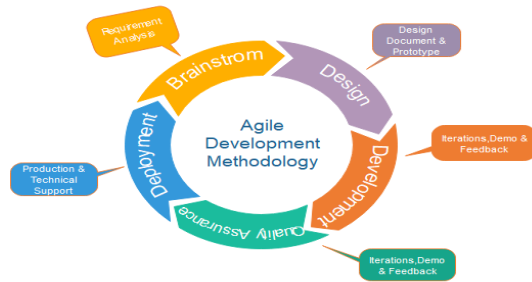 Requirement
Analysis
Brainstrom
Design
Design
Document &
Prototype
Agile
Development
Methodology
Development
Iterations,Demo &
Feedback
Quality Assurance
Iterations,Demo
& Feedback
Deployment
Production &
Technical
Support